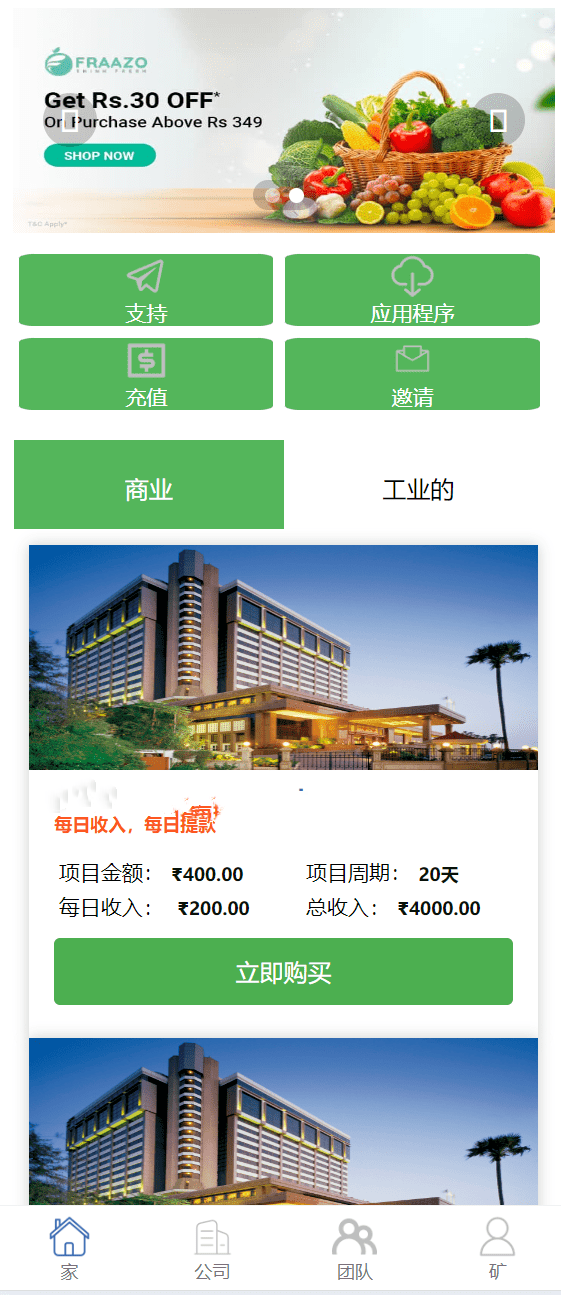 FRAAZO
THINK FRESH
Get Rs.30 OFF*
On Purchase Above Rs 349
SHOP NOW
T&C Apply*
支持
应用程序
充值
邀请
商业
工业的
每日收入，每日提款
项目金额： ₹400.00 项目周期： 20天
每日收入： ₹200.00 总收入： ₹4000.00
立即购买
家 公司 团队 矿